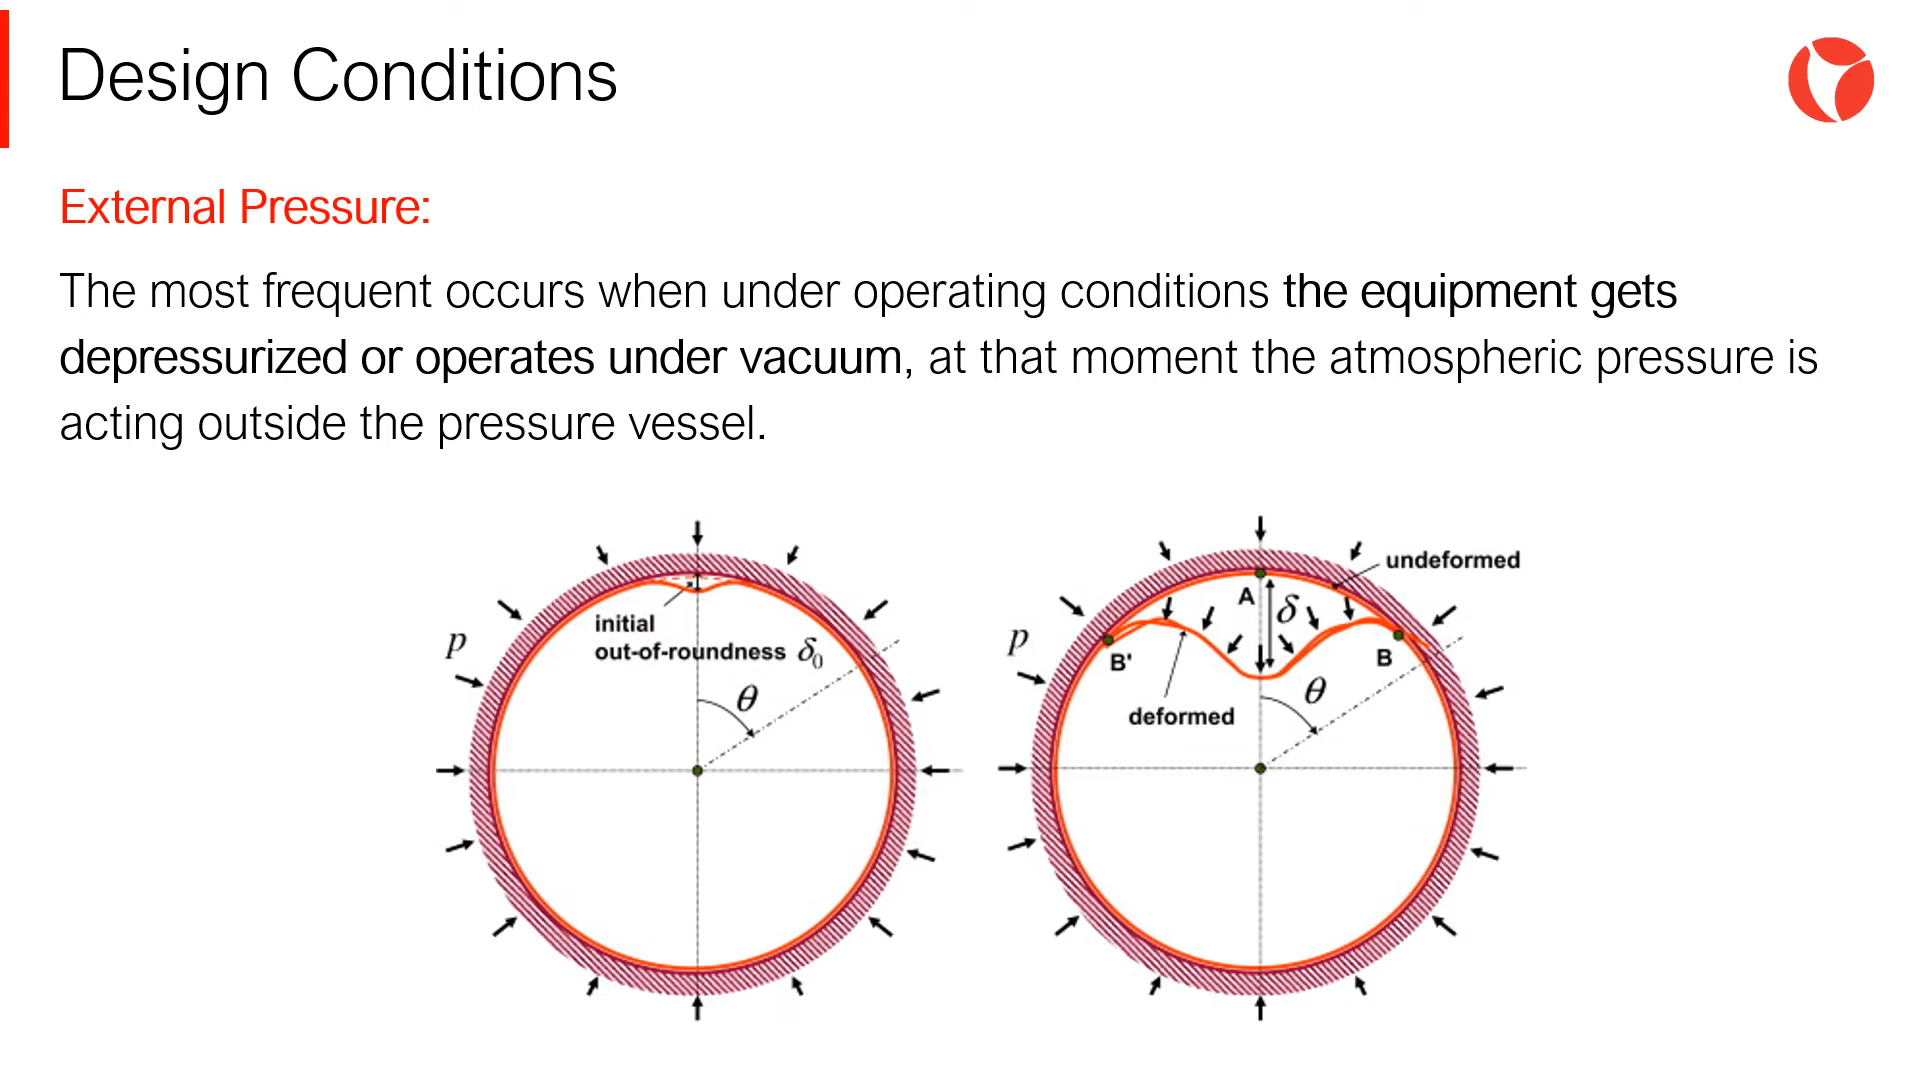 Design Conditions
External Pressure:
The most frequent occurs when under operating conditions the equipment gets
depressurized or operates under vacuum, at that moment the atmospheric pressure is
acting outside the pressure vessel.
p
initial
out-of-roundness δ₀
θ
p
undeformed
A
δ
B'
B
θ
deformed